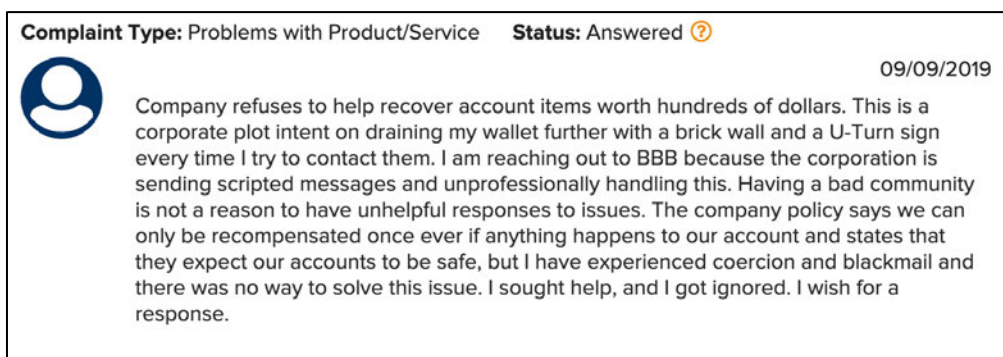 Complaint Type: Problems with Product/Service Status: Answered ?
09/09/2019
Company refuses to help recover account items worth hundreds of dollars. This is a
corporate plot intent on draining my wallet further with a brick wall and a U-Turn sign
every time I try to contact them. I am reaching out to BBB because the corporation is
sending scripted messages and unprofessionally handling this. Having a bad community
is not a reason to have unhelpful responses to issues. The company policy says we can
only be recompensated once ever if anything happens to our account and states that
they expect our accounts to be safe, but I have experienced coercion and blackmail and
there was no way to solve this issue. I sought help, and I got ignored. I wish for a
response.